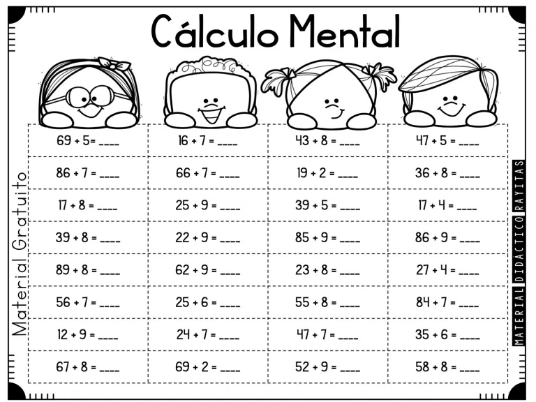 Cálculo Mental
69 + 5= ____ 16 + 7 = ____ 43 + 8 = ____ 47 + 5 = ____
86 + 7 = ____ 66 + 7 = ____ 19 + 2 = ____ 36 + 8 = ____
17 + 8 = ____ 25 + 9 = ____ 39 + 5 = ____ 17 + 4 = ____
39 + 8 = ____ 22 + 9 = ____ 85 + 9 = ____ 86 + 9 = ____
89 + 8 = ____ 62 + 9 = ____ 23 + 8 = ____ 27 + 4 = ____
56 + 7 = ____ 25 + 6 = ____ 55 + 8 = ____ 84 + 7 = ____
12 + 9 = ____ 24 + 7 = ____ 47 + 7 = ____ 35 + 6 = ____
67 + 8 = ____ 69 + 2 = ____ 52 + 9 = ____ 58 + 8 = ____
Material Gratuito
MATERIAL DIDACTICO RAYITAS